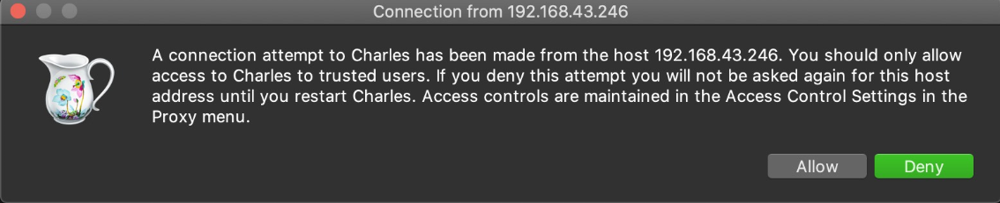 Connection from 192.168.43.246
A connection attempt to Charles has been made from the host 192.168.43.246. You should only allow
access to Charles to trusted users. If you deny this attempt you will not be asked again for this host
address until you restart Charles. Access controls are maintained in the Access Control Settings in the
Proxy menu.
Allow
Deny